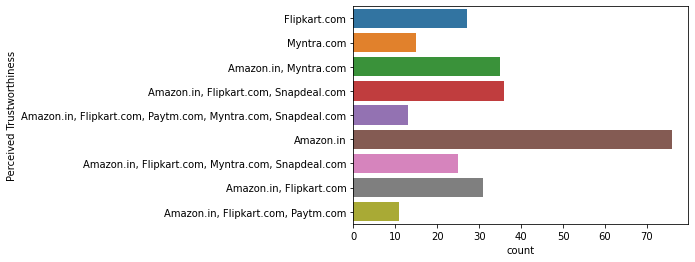 Perceived Trustworthiness
Flipkart.com
Myntra.com
Amazon.in, Myntra.com
Amazon.in, Flipkart.com, Snapdeal.com
Amazon.in, Flipkart.com, Paytm.com, Myntra.com, Snapdeal.com
Amazon.in
Amazon.in, Flipkart.com, Myntra.com, Snapdeal.com
Amazon.in, Flipkart.com
Amazon.in, Flipkart.com, Paytm.com
0 10 20 30 40 50 60 70
count